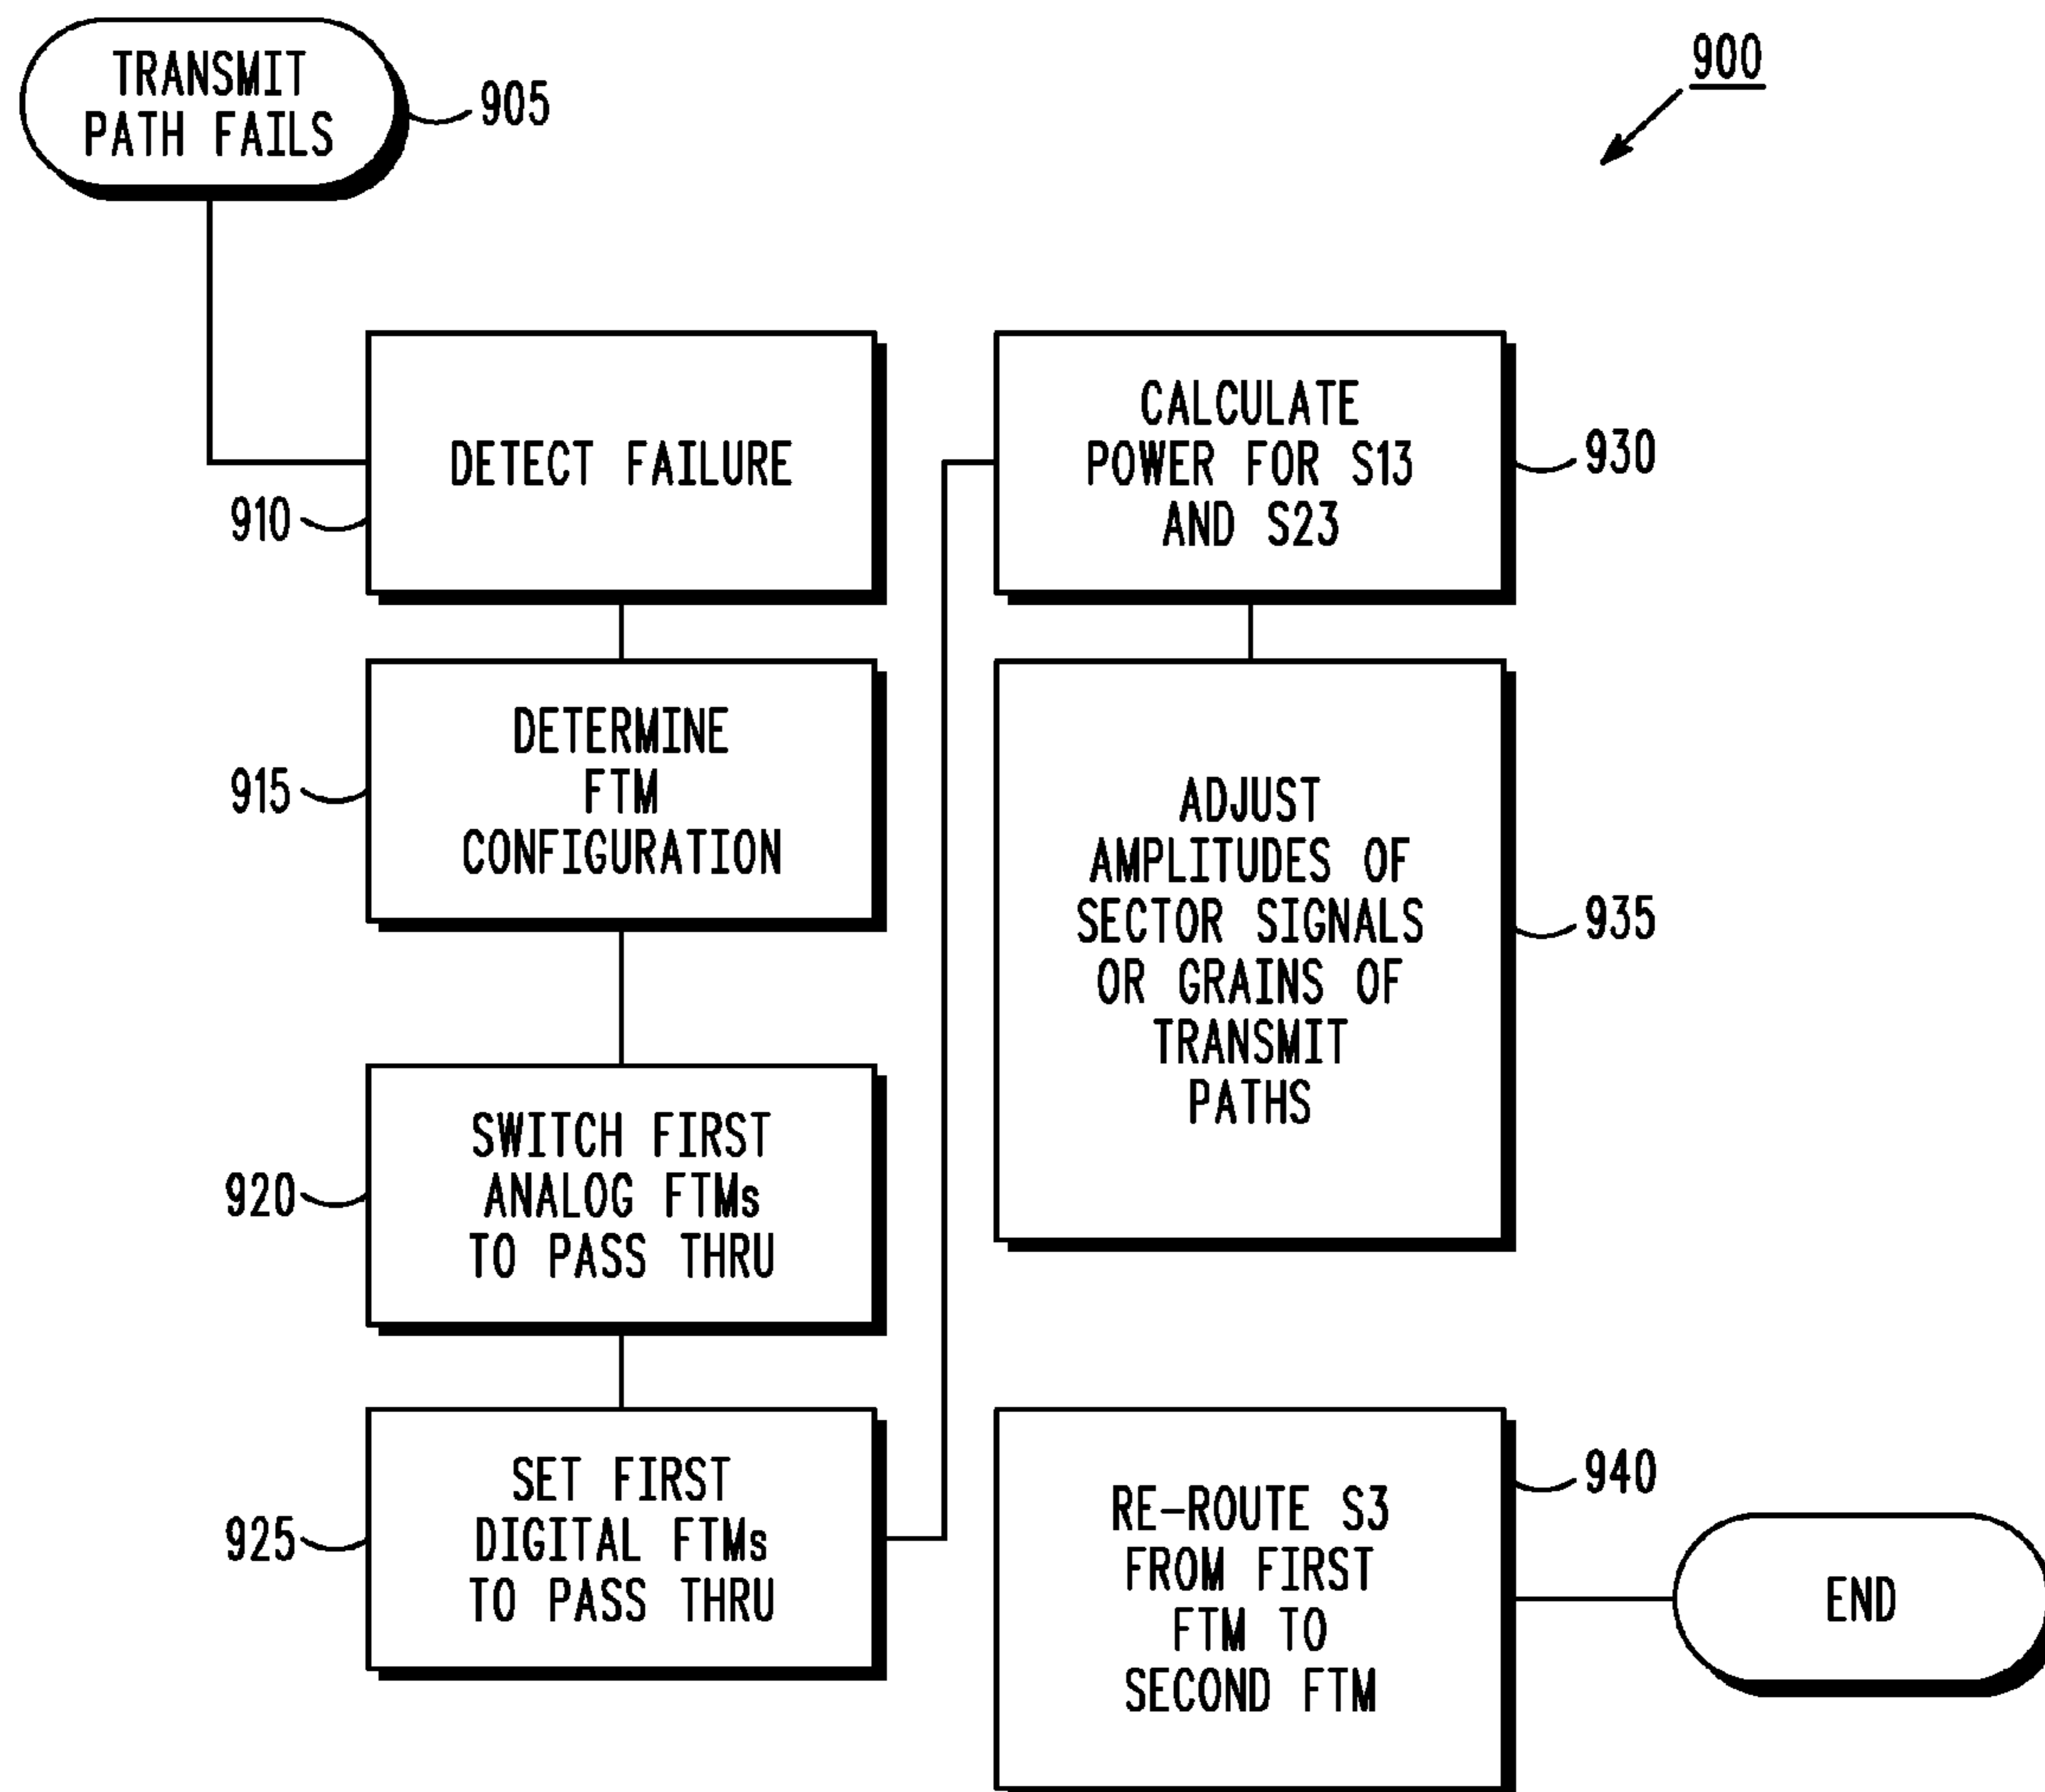 900
TRANSMIT
PATH FAILS
905
DETECT FAILURE
910
DETERMINE
FTM
CONFIGURATION
915
SWITCH FIRST
ANALOG FTMs
TO PASS THRU
920
SET FIRST
DIGITAL FTMs
TO PASS THRU
925
CALCULATE
POWER FOR S13
AND S23
930
ADJUST
AMPLITUDES OF
SECTOR SIGNALS
OR GRAINS OF
TRANSMIT
PATHS
935
RE-ROUTE S3
FROM FIRST
FTM TO
SECOND FTM
940
END